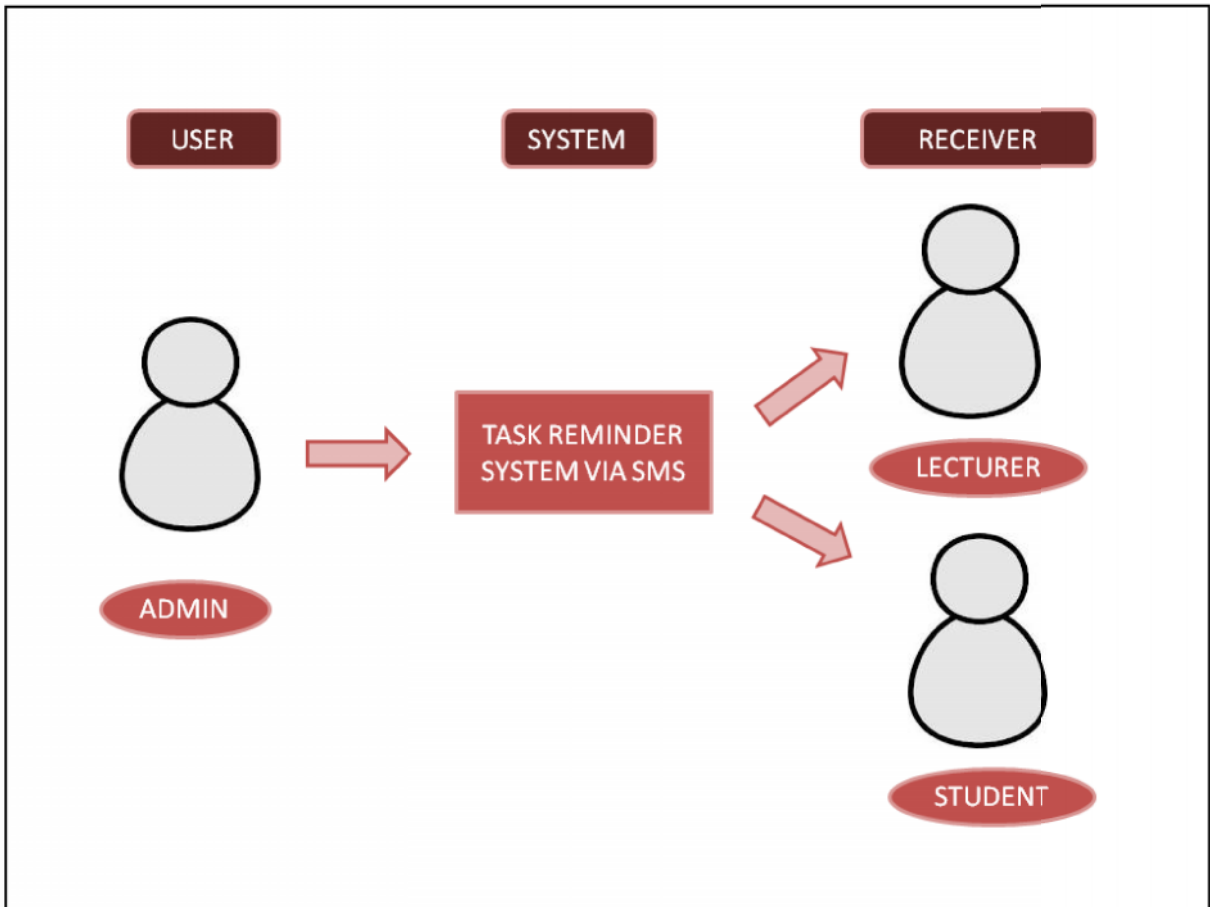 USER
SYSTEM
RECEIVER
TASK REMINDER
SYSTEM VIA SMS
LECTURER
ADMIN
STUDENT